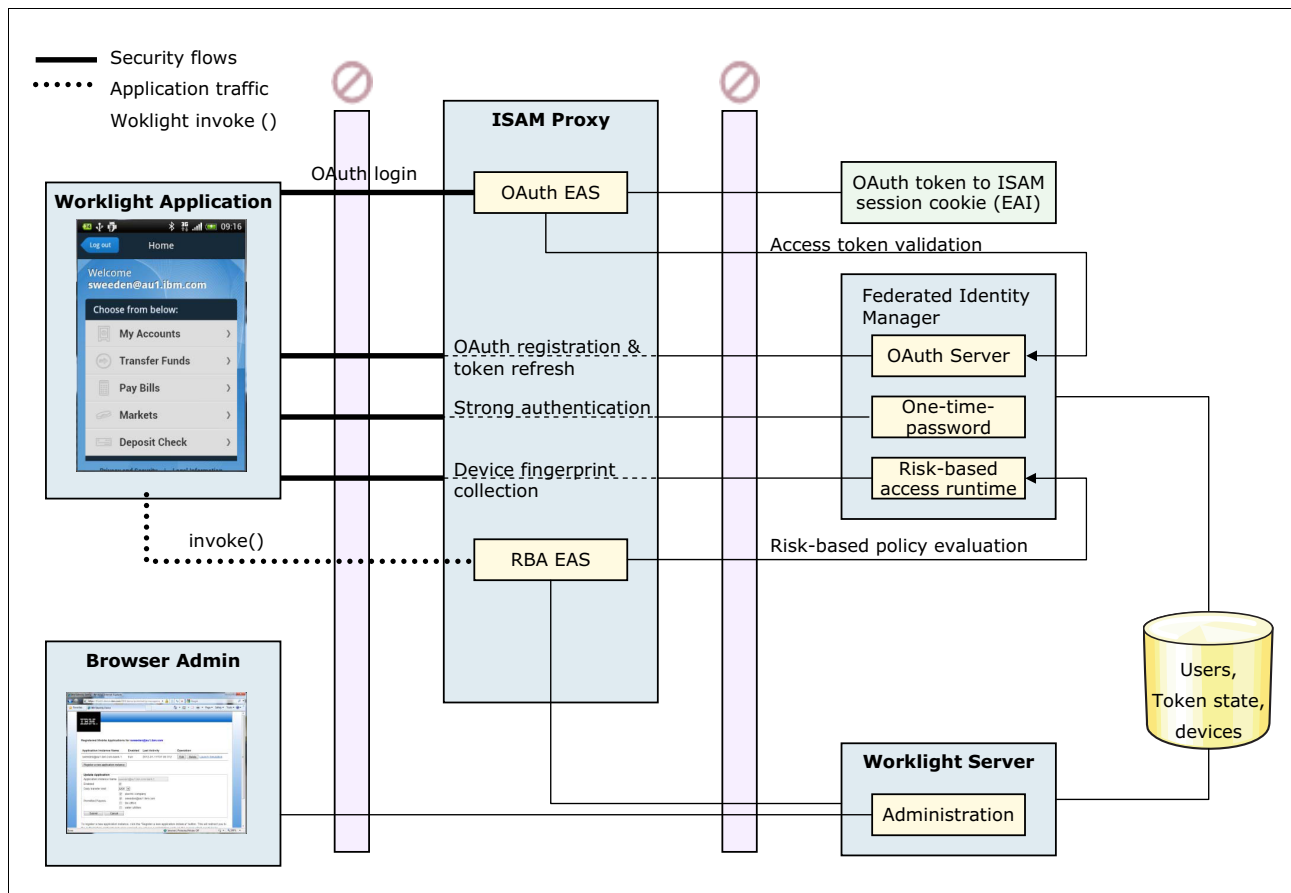 Security flows
Application traffic
Woklight invoke ()
ISAM Proxy
OAuth login
OAuth EAS
OAuth token to ISAM
session cookie (EAI)
Worklight Application
09:16
Log out
Home
Welcome
sweeden@au1.ibm.com
Choose from below:
My Accounts
Transfer Funds
Pay Bills
Markets
Deposit Check
Access token validation
Federated Identity
Manager
OAuth registration &
token refresh
OAuth Server
Strong authentication
One-time-
password
Device fingerprint
collection
Risk-based
access runtime
invoke()
RBA EAS
Risk-based policy evaluation
Browser Admin
IBM.
Users,
Token state,
devices
Worklight Server
Administration